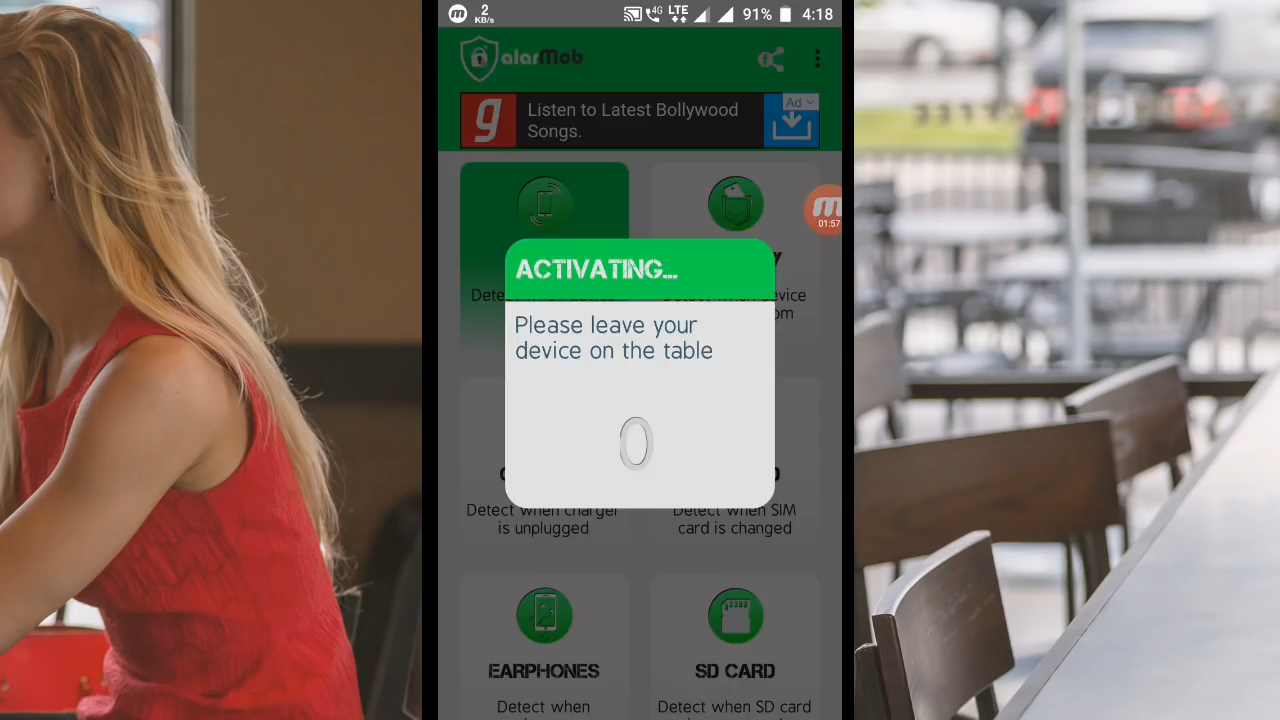 2
KB/s
4G
LTE
91%
4:18
alarMob
g
Listen to Latest Bollywood
Songs.
Ad
m
01:57
ACTIVATING...
Please leave your
device on the table
0
Detect when charger
is unplugged
Detect when SIM
card is changed
EARPHONES
Detect when
SD CARD
Detect when SD card